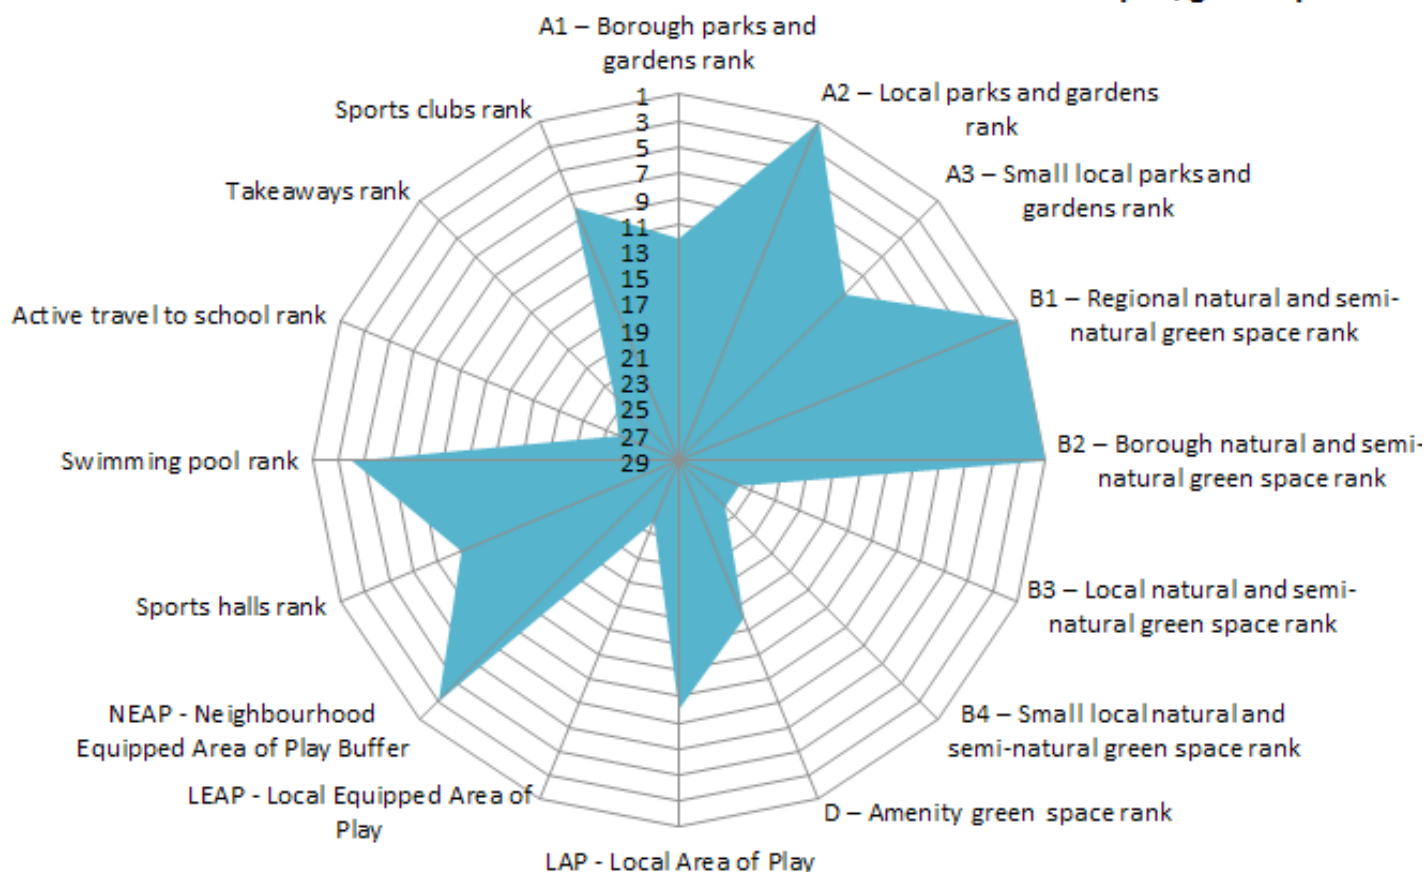 A1 – Borough parks and
gardens rank
A2 – Local parks and gardens
rank
A3 – Small local parks and
gardens rank
B1 – Regional natural and semi-
natural green space rank
B2 – Borough natural and semi-
natural green space rank
B3 – Local natural and semi-
natural green space rank
B4 – Small local natural and
semi-natural green space rank
D – Amenity green space rank
LAP - Local Area of Play
LEAP - Local Equipped Area of
Play
NEAP - Neighbourhood
Equipped Area of Play Buffer
Sports halls rank
Swimming pool rank
Active travel to school rank
Takeaways rank
Sports clubs rank
1
3
5
7
9
11
13
15
17
19
21
23
25
27
29